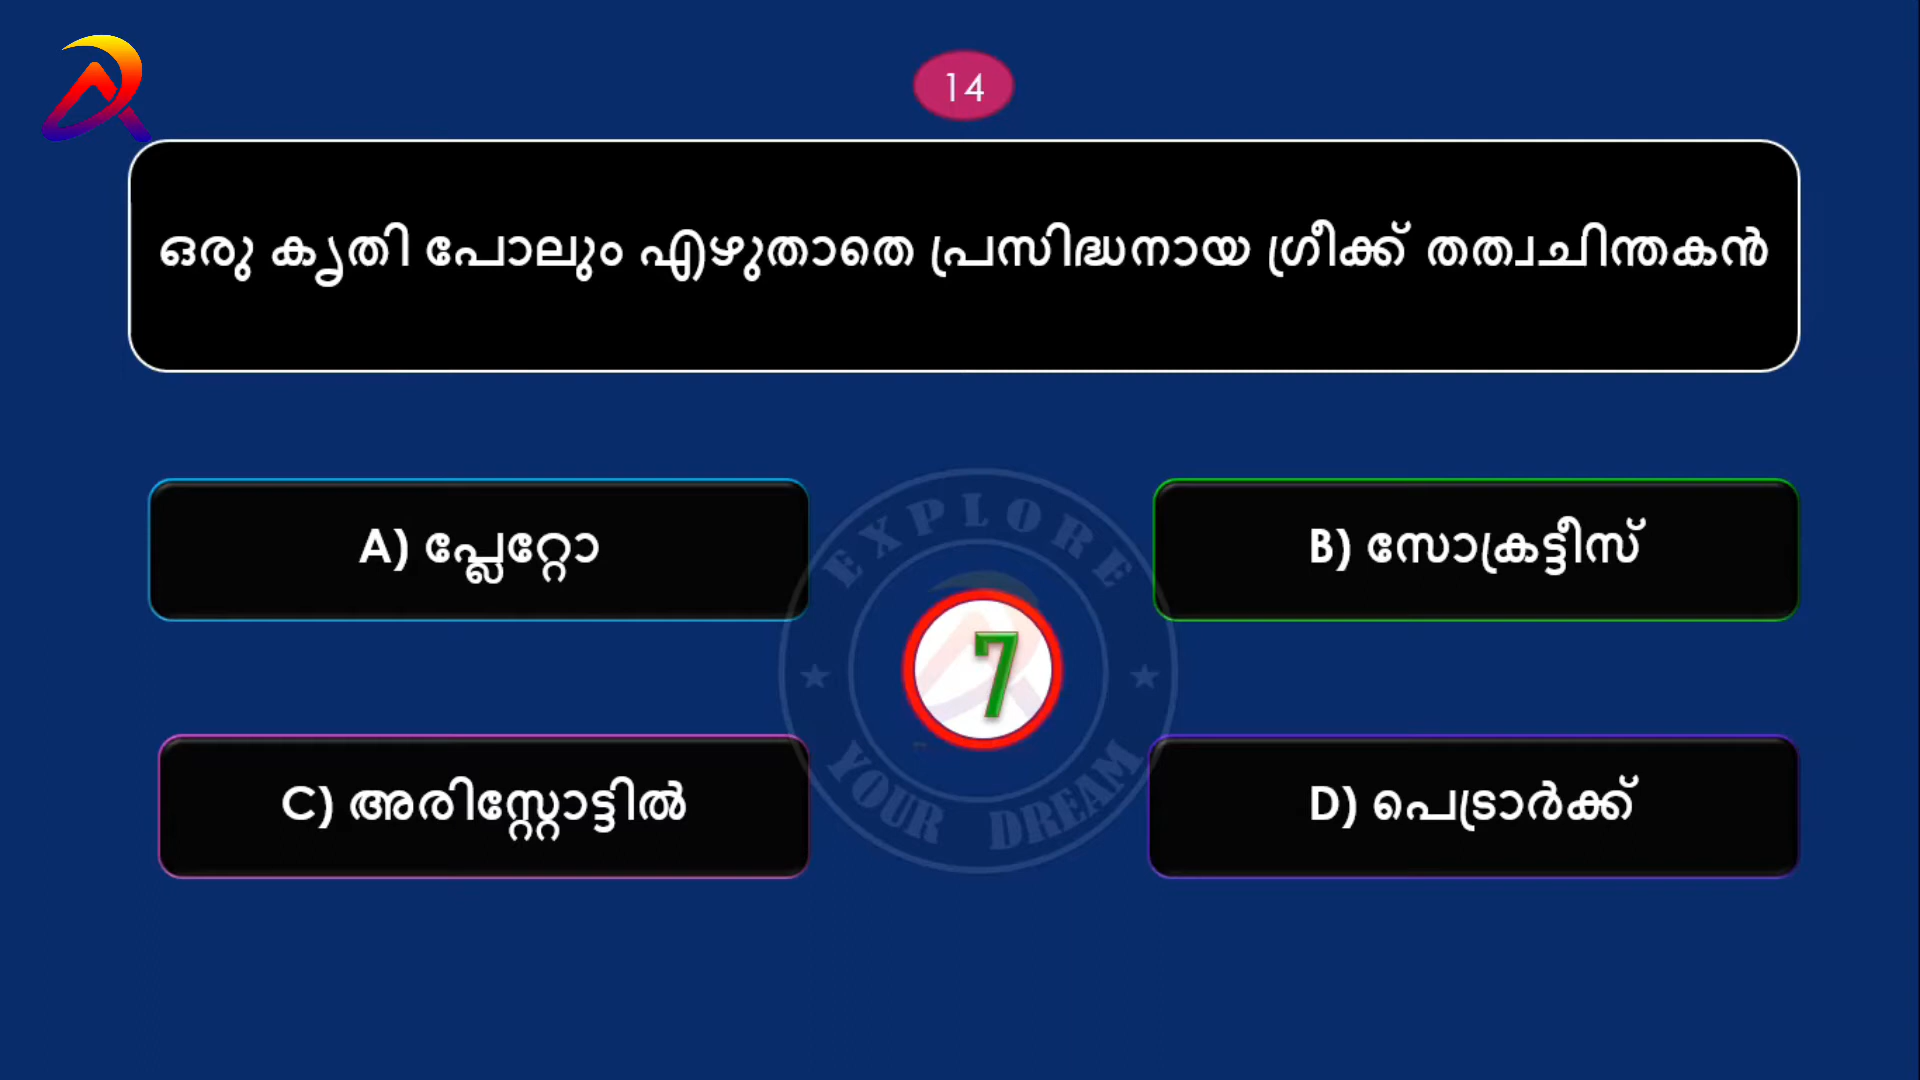 14
ഒരു കൃതി പോലും എഴുതാതെ പ്രസിദ്ധനായ ഗ്രീക്ക് തത്വചിന്തകൻ
A) പ്ലേറ്റോ
B) സോക്രട്ടീസ്
EXPLORE
7
C) അരിസ്റ്റോട്ടിൽ
D) പെട്രാർക്ക്
YOUR DREAM